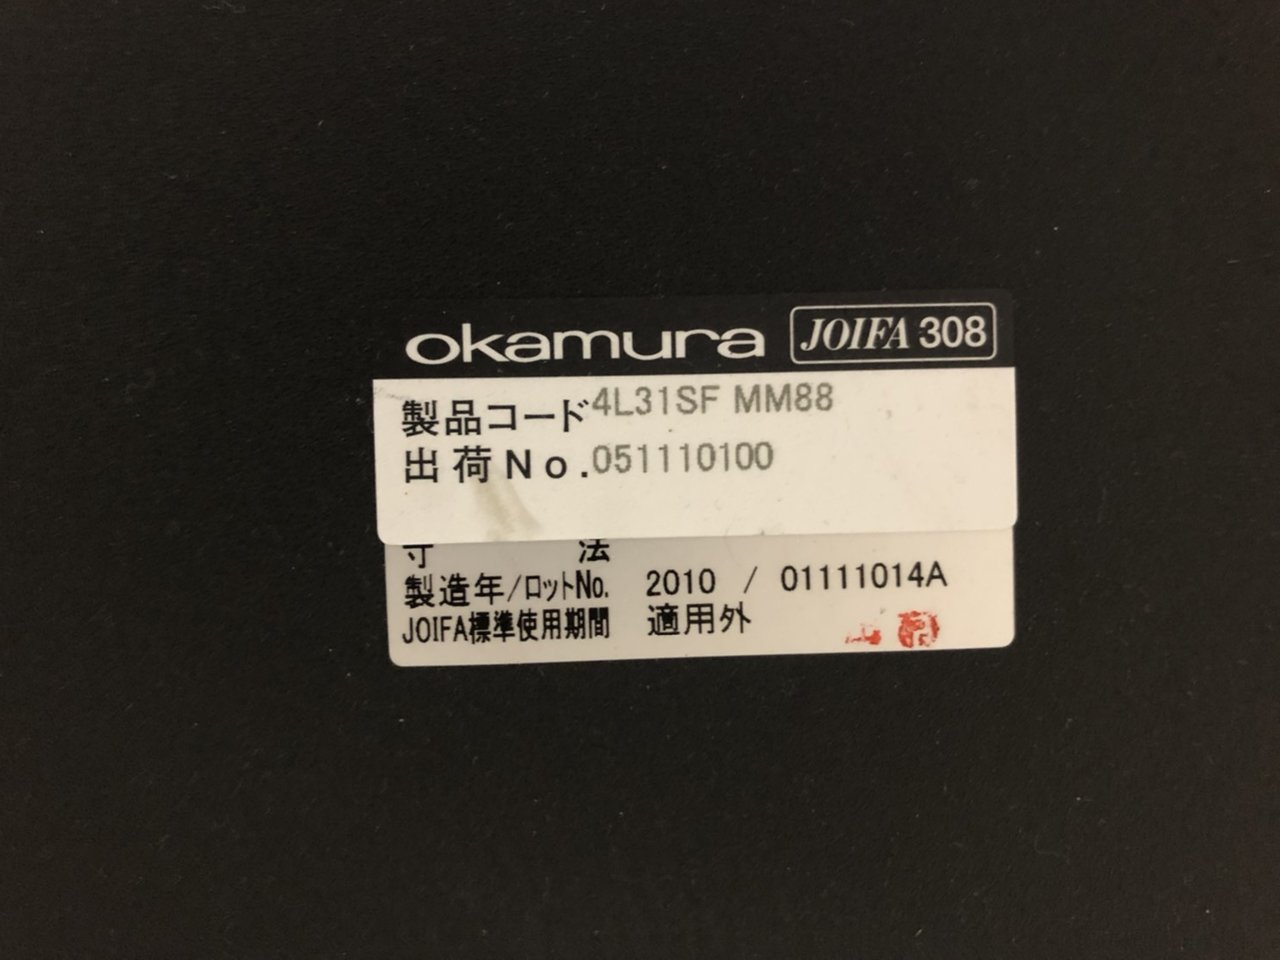 okamura JOIFA 308
製品コード 4L31SF MM88
出荷No. 051110100
寸 法
製造年/ロットNo. 2010 / 01111014A
JOIFA標準使用期間 適用外